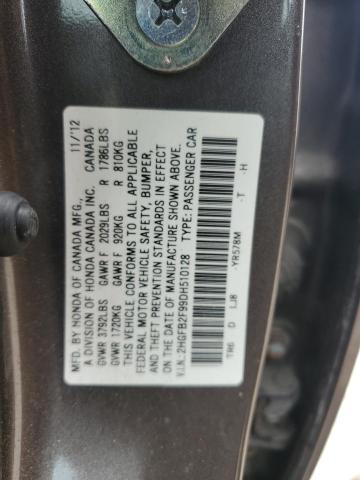 MFD. BY HONDA OF CANADA MFG., 11/12
A DIVISION OF HONDA CANADA INC. CANADA
GVWR 3792LBS GAWR F 2029LBS R 1786LBS
GVWR 1720KG GAWR F 920KG R 810KG
THIS VEHICLE CONFORMS TO ALL APPLICABLE
FEDERAL MOTOR VEHICLE SAFETY, BUMPER,
AND THEFT PREVENTION STANDARDS IN EFFECT
ON THE DATE OF MANUFACTURE SHOWN ABOVE.
V.I.N.:2HGFB2F99DH510128 TYPE: PASSENGER CAR
YR578M - T - H
TR6 D LJ8